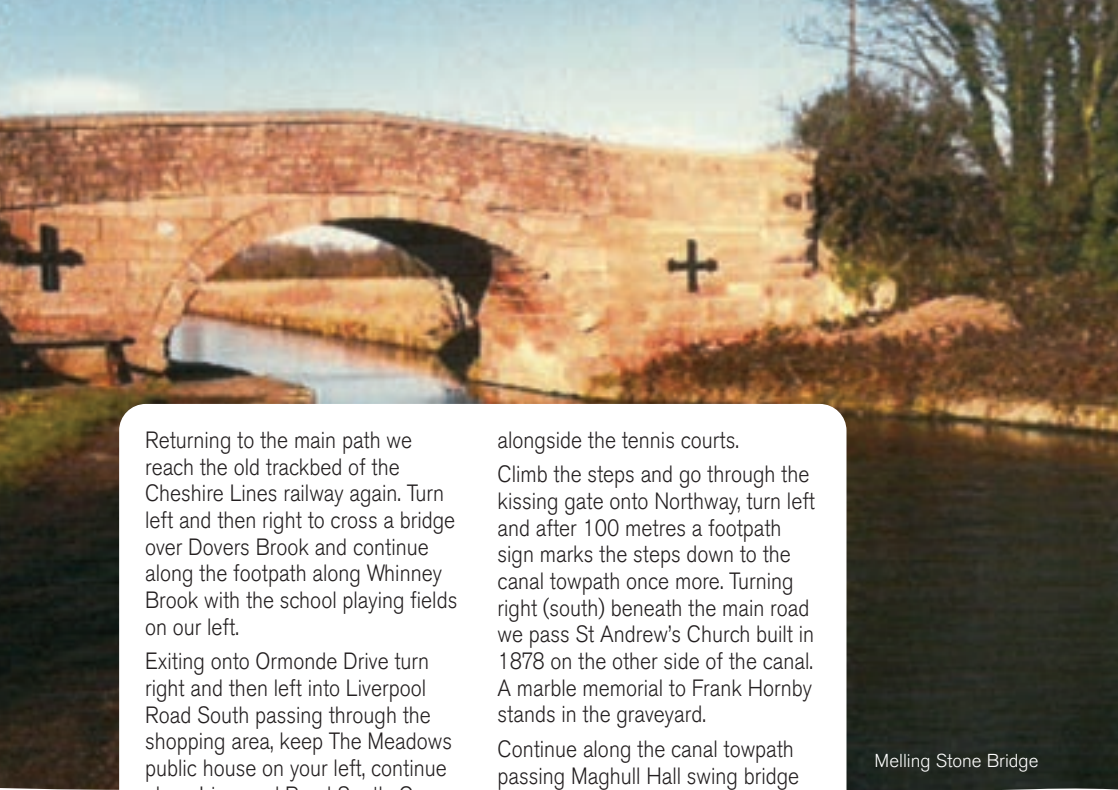 Returning to the main path we
reach the old trackbed of the
Cheshire Lines railway again. Turn
left and then right to cross a bridge
over Dovers Brook and continue
along the footpath along Whinney
Brook with the school playing fields
on our left.
Exiting onto Ormonde Drive turn
right and then left into Liverpool
Road South passing through the
shopping area, keep The Meadows
public house on your left, continue
along Liverpool Road South.
alongside the tennis courts.
Climb the steps and go through the
kissing gate onto Northway, turn left
and after 100 metres a footpath
sign marks the steps down to the
canal towpath once more. Turning
right (south) beneath the main road
we pass St Andrew’s Church built in
1878 on the other side of the canal.
A marble memorial to Frank Hornby
stands in the graveyard.
Continue along the canal towpath
passing Maghull Hall swing bridge
Melling Stone Bridge